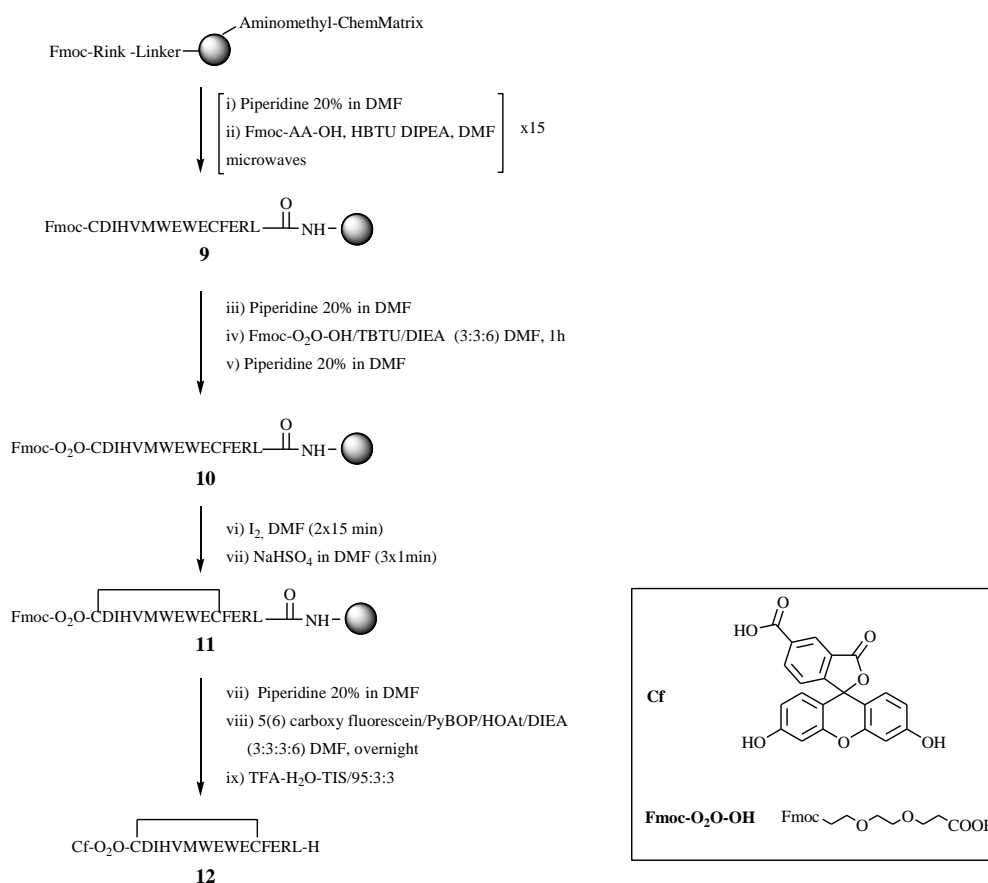 Aminomethyl-ChemMatrix
Fmoc-Rink -Linker
i) Piperidine 20% in DMF
ii) Fmoc-AA-OH, HBTU DIPEA, DMF
microwaves
x15
O
Fmoc-CDIHVMWEWECFERL
NH
9
iii) Piperidine 20% in DMF
iv) Fmoc-O2O-OH/TBTU/DIEA (3:3:6) DMF, 1h
v) Piperidine 20% in DMF
O
Fmoc-O2O-CDIHVMWEWECFERL
NH
10
vi) I2, DMF (2x15 min)
vii) NaHSO4 in DMF (3x1min)
O
Fmoc-O2O-CDIHVMWEWECFERL
NH
11
vii) Piperidine 20% in DMF
viii) 5(6) carboxy fluorescein/PyBOP/HOAt/DIEA
(3:3:3:6) DMF, overnight
ix) TFA-H2O-TIS/95:3:3
Cf-O2O-CDIHVMWEWECFERL-H
12
O
HO
O
O
Cf
HO
O
OH
Fmoc-O2O-OH
Fmoc
O
O
COOH